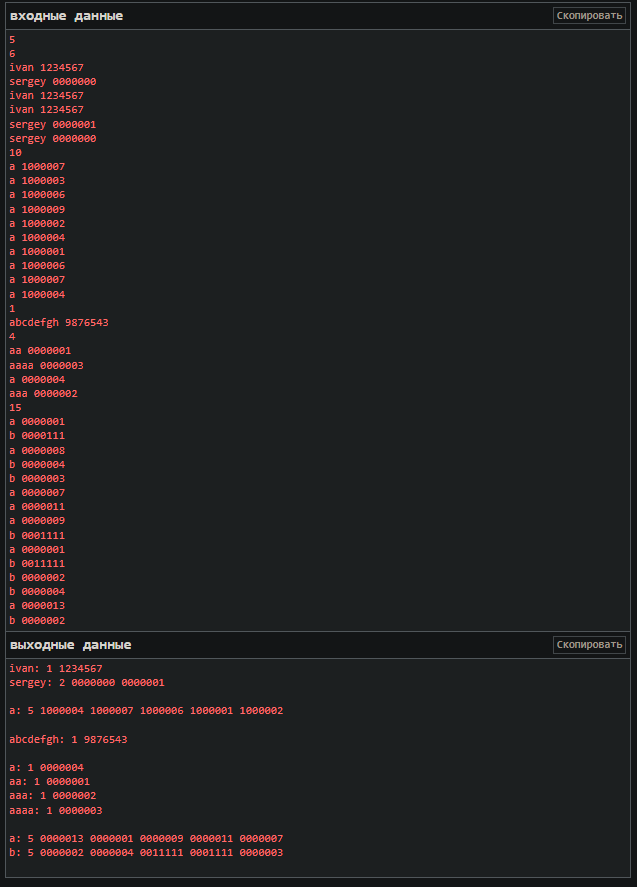 входные данные
Скопировать
5
6
ivan 1234567
sergey 0000000
ivan 1234567
ivan 1234567
sergey 0000001
sergey 0000000
10
a 1000007
a 1000003
a 1000006
a 1000009
a 1000002
a 1000004
a 1000001
a 1000006
a 1000007
a 1000004
1
abcdefgh 9876543
4
aa 0000001
aaaa 0000003
a 0000004
aaa 0000002
15
a 0000001
b 0000111
a 0000008
b 0000004
b 0000003
a 0000007
a 0000011
a 0000009
b 0001111
a 0000001
b 0011111
b 0000002
b 0000004
a 0000013
b 0000002
выходные данные
Скопировать
ivan: 1 1234567
sergey: 2 0000000 0000001
a: 5 1000004 1000007 1000006 1000001 1000002
abcdefgh: 1 9876543
a: 1 0000004
aa: 1 0000001
aaa: 1 0000002
aaaa: 1 0000003
a: 5 0000013 0000001 0000009 0000011 0000007
b: 5 0000002 0000004 0011111 0001111 0000003